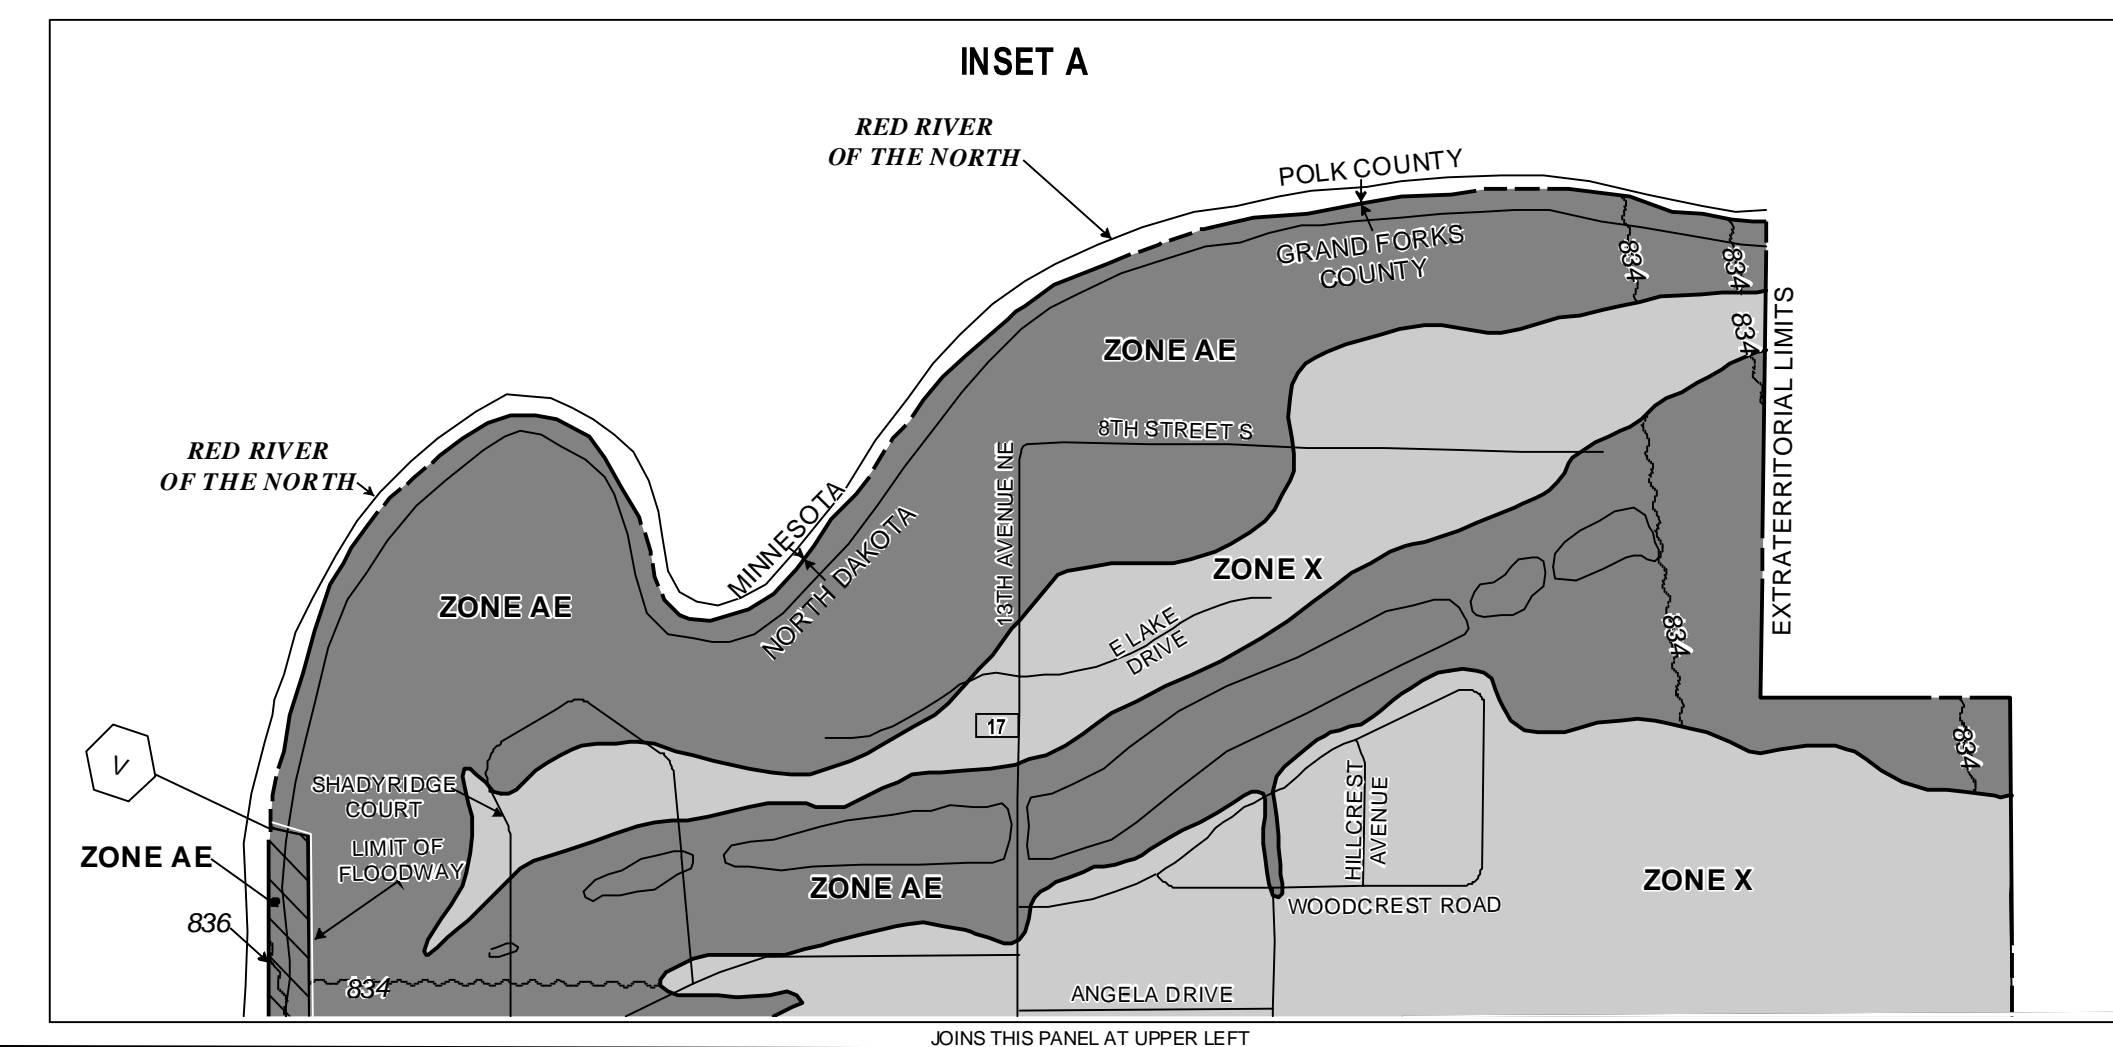 INSET A
RED RIVER
OF THE NORTH
POLK COUNTY
GRAND FORKS
COUNTY
834
834
834
EXTRATERRITORIAL LIMITS
ZONE AE
8TH STREET S
RED RIVER
OF THE NORTH
MINNESOTA
NORTH DAKOTA
13TH AVENUE NE
ZONE X
ZONE AE
E LAKE
DRIVE
834
17
834
V
SHADYRIDGE
COURT
LIMIT OF
FLOODWAY
HILLCREST
AVENUE
ZONE AE
ZONE AE
ZONE X
WOODCREST ROAD
836
834
ANGELA DRIVE
JOINS THIS PANEL AT UPPER LEFT